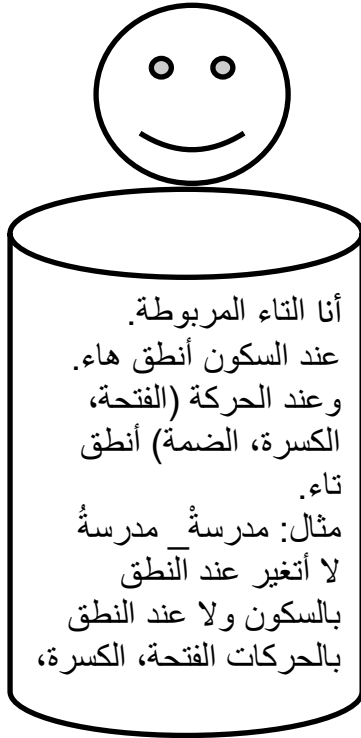 أنا التاء المربوطة.
عند السكون أنطق هاء.
وعند الحركة (الفتحة،
الكسرة، الضمة) أنطق
تاء.
مثال: مدرسةْ_ مدرسةُ
لا أتغير عند النطق
بالسكون ولا عند النطق
بالحركات الفتحة، الكسرة،